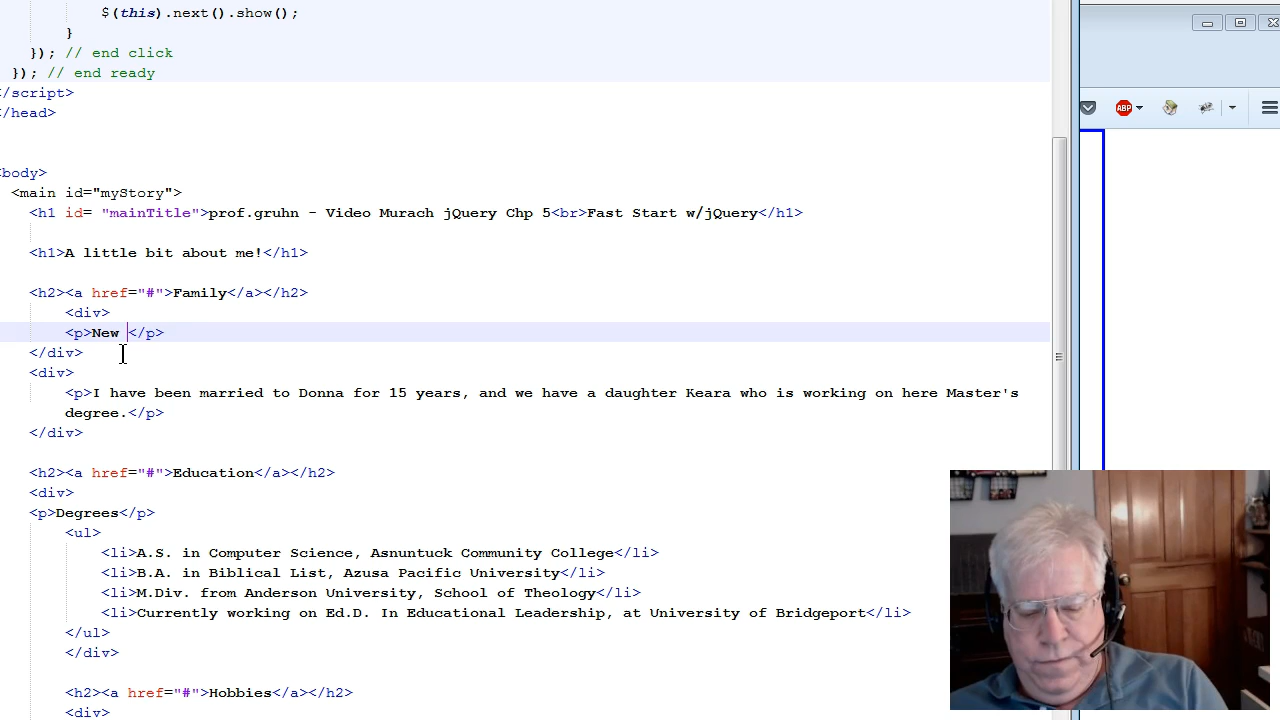 $(this).next().show();
}
}); // end click
}); // end ready
/script>
/head>
body>
<main id="myStory">
<h1 id= "mainTitle">prof.gruhn - Video Murach jQuery Chp 5<br>Fast Start w/jQuery</h1>
<h1>A little bit about me!</h1>
<h2><a href="#">Family</a></h2>
<div>
<p>New </p>
</div>
<div>
<p>I have been married to Donna for 15 years, and we have a daughter Keara who is working on here Master's
degree.</p>
</div>
<h2><a href="#">Education</a></h2>
<div>
<p>Degrees</p>
<ul>
<li>A.S. in Computer Science, Asnuntuck Community College</li>
<li>B.A. in Biblical List, Azusa Pacific University</li>
<li>M.Div. from Anderson University, School of Theology</li>
<li>Currently working on Ed.D. In Educational Leadership, at University of Bridgeport</li>
</ul>
</div>
<h2><a href="#">Hobbies</a></h2>
<div>
ABP